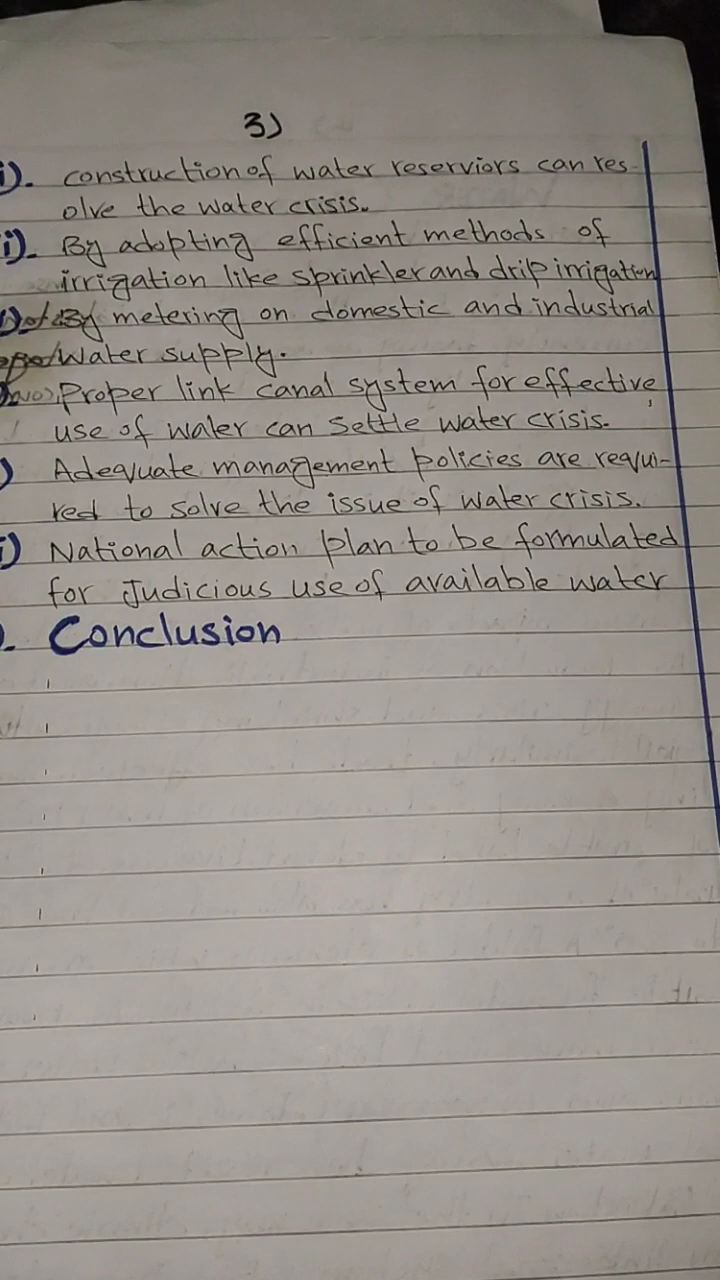 3)
i). construction of water reserviors can res-
olve the water crisis.
i). By adopting efficient methods of
irrigation like sprinkler and drip irrigation
By metering on domestic and industrial
water supply.
Proper link canal system for effective
use of water can settle water crisis.
) Adequate management policies are requi-
red to solve the issue of water crisis.
i) National action plan to be formulated
for Judicious use of available water
. Conclusion